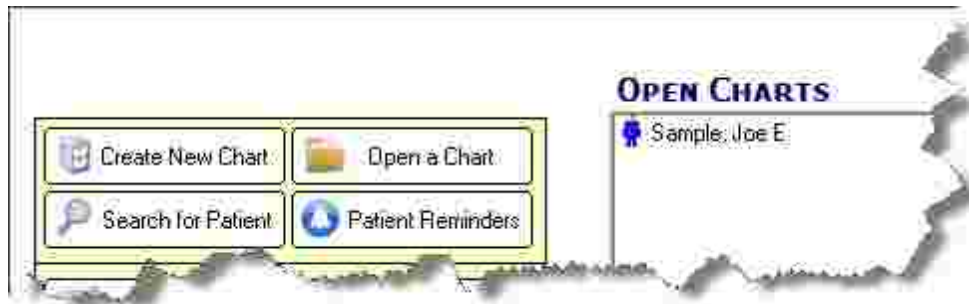 OPEN CHARTS
Sample, Joe E
Create New Chart
Open a Chart
Search for Patient
Patient Reminders